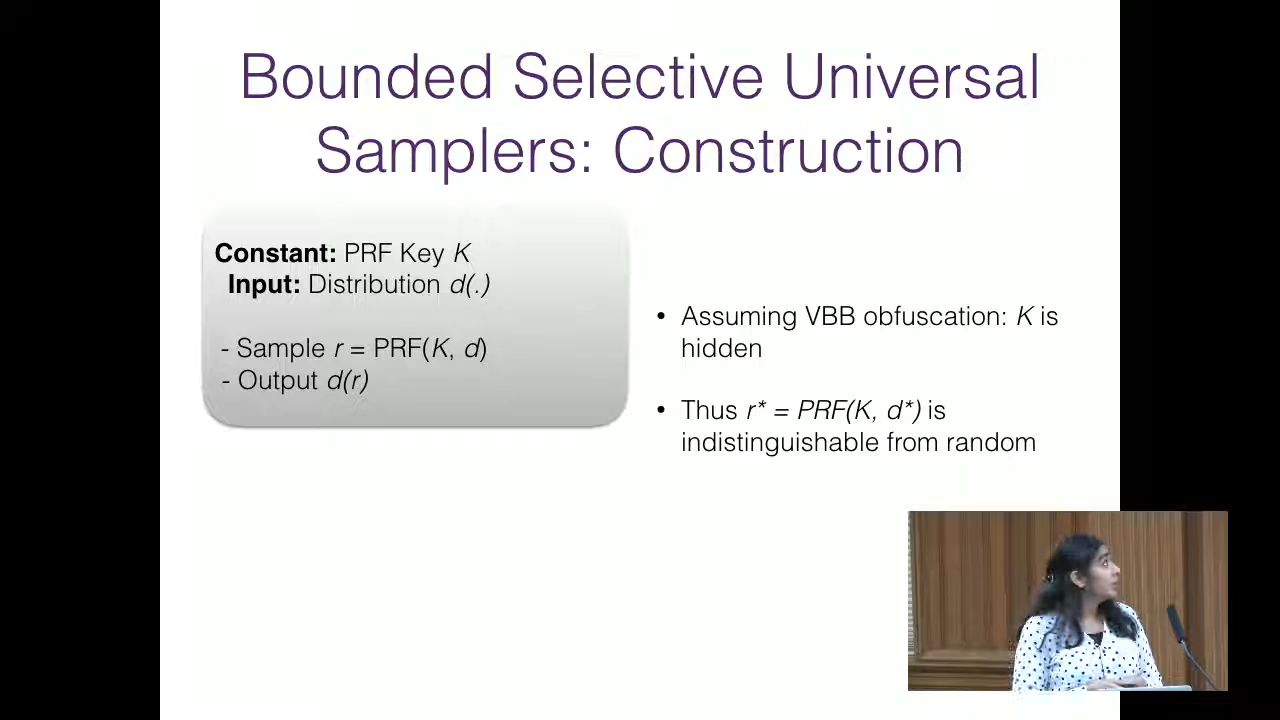 Bounded Selective Universal
Samplers: Construction
Constant: PRF Key K
Input: Distribution d(.)
- Sample r = PRF(K, d)
- Output d(r)
• Assuming VBB obfuscation: K is
hidden
• Thus r* = PRF(K, d*) is
indistinguishable from random